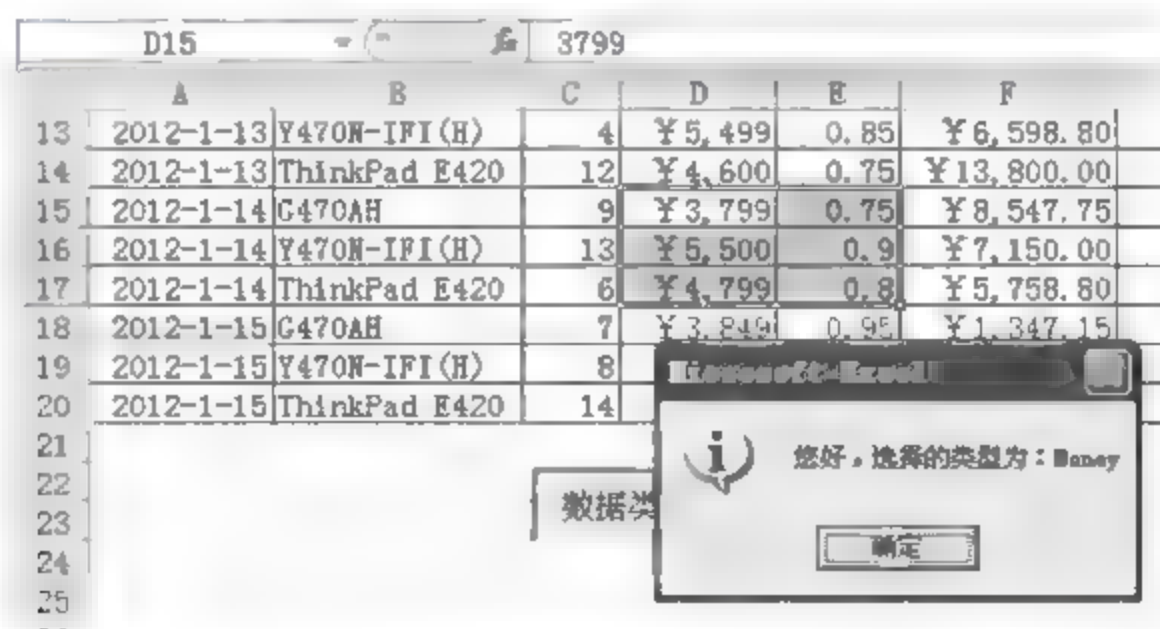 D15 fx 3799
A B C D E F
13 2012-1-13 Y470N-IFI(H) 4 ¥5,499 0.85 ¥6,598.80
14 2012-1-13 ThinkPad E420 12 ¥4,600 0.75 ¥13,800.00
15 2012-1-14 G470AH 9 ¥3,799 0.75 ¥8,547.75
16 2012-1-14 Y470N-IFI(H) 13 ¥5,500 0.9 ¥7,150.00
17 2012-1-14 ThinkPad E420 6 ¥4,799 0.8 ¥5,758.80
18 2012-1-15 G470AH 7 ¥3,849 0.95 ¥1,347.15
19 2012-1-15 Y470N-IFI(H) 8
20 2012-1-15 ThinkPad E420 14
Microsoft Excel
21
您好。选择的类型为：Money
22
23 数据类
确定
24
25